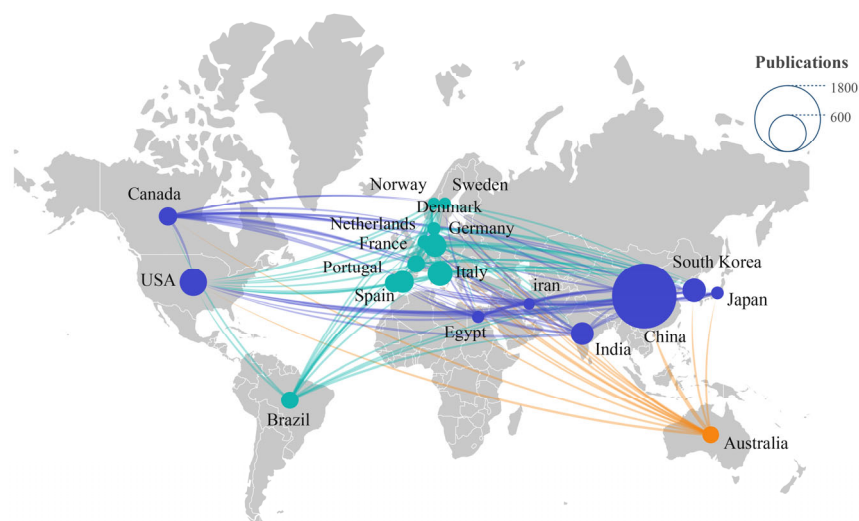 Publications
1800
600
Canada
Norway
Sweden
Denmark
Netherlands
Germany
France
Portugal
Italy
Spain
USA
iran
South Korea
Japan
Egypt
India
China
Brazil
Australia